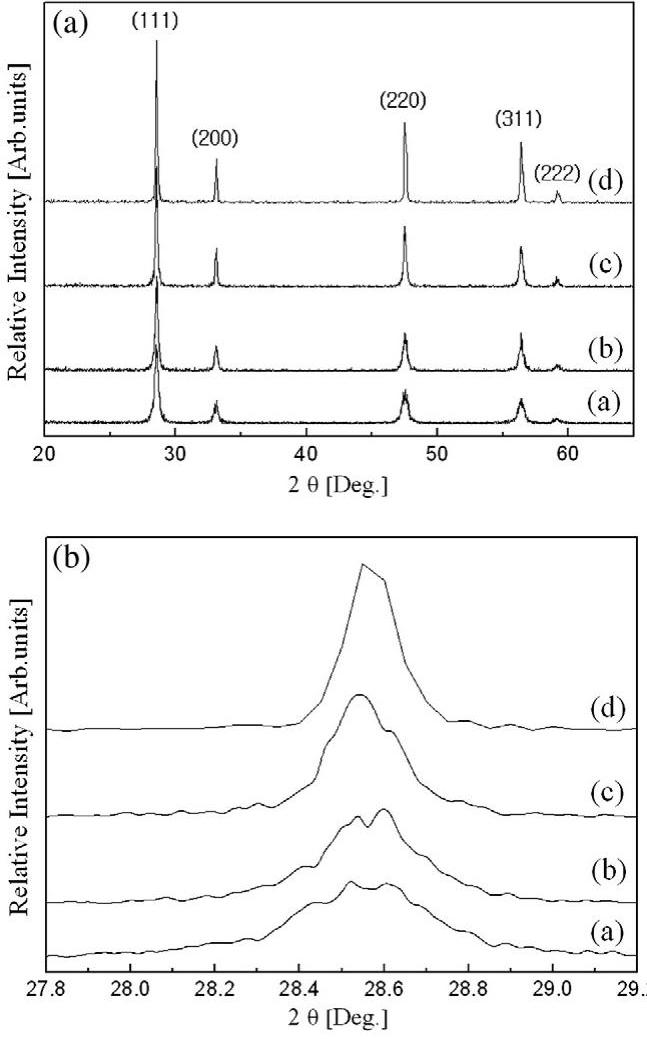 (a)
(111)
(200)
(220)
(311)
(222)
(d)
(c)
(b)
(a)
Relative Intensity [Arb.units]
20 30 40 50 60
2 θ [Deg.]
(b)
(d)
(c)
(b)
(a)
Relative Intensity [Arb.units]
27.8 28.0 28.2 28.4 28.6 28.8 29.0 29.
2 θ [Deg.]